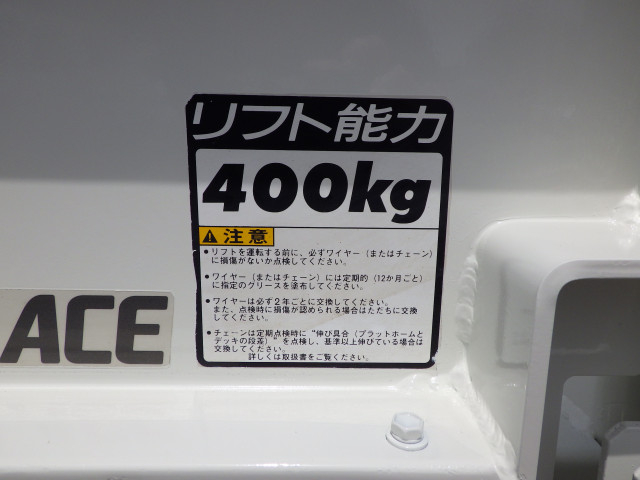 リフト能力
400kg
注意
• リフトを運転する前に、必ずワイヤー（またはチェーン）
に損傷がないか点検してください。
• ワイヤー（またはチェーン）には定期的（12か月ごと）
に指定のグリースを塗布してください。
• ワイヤーは必ず2年ごとに交換してください。
また、点検時に損傷が認められる場合はただちに交換
してください。
• チェーンは定期点検時に“伸び具合（プラットホームと
デッキの段差）”を点検し、基準以上伸びている場合は
交換してください。
詳しくは取扱書をご覧ください。
ACE